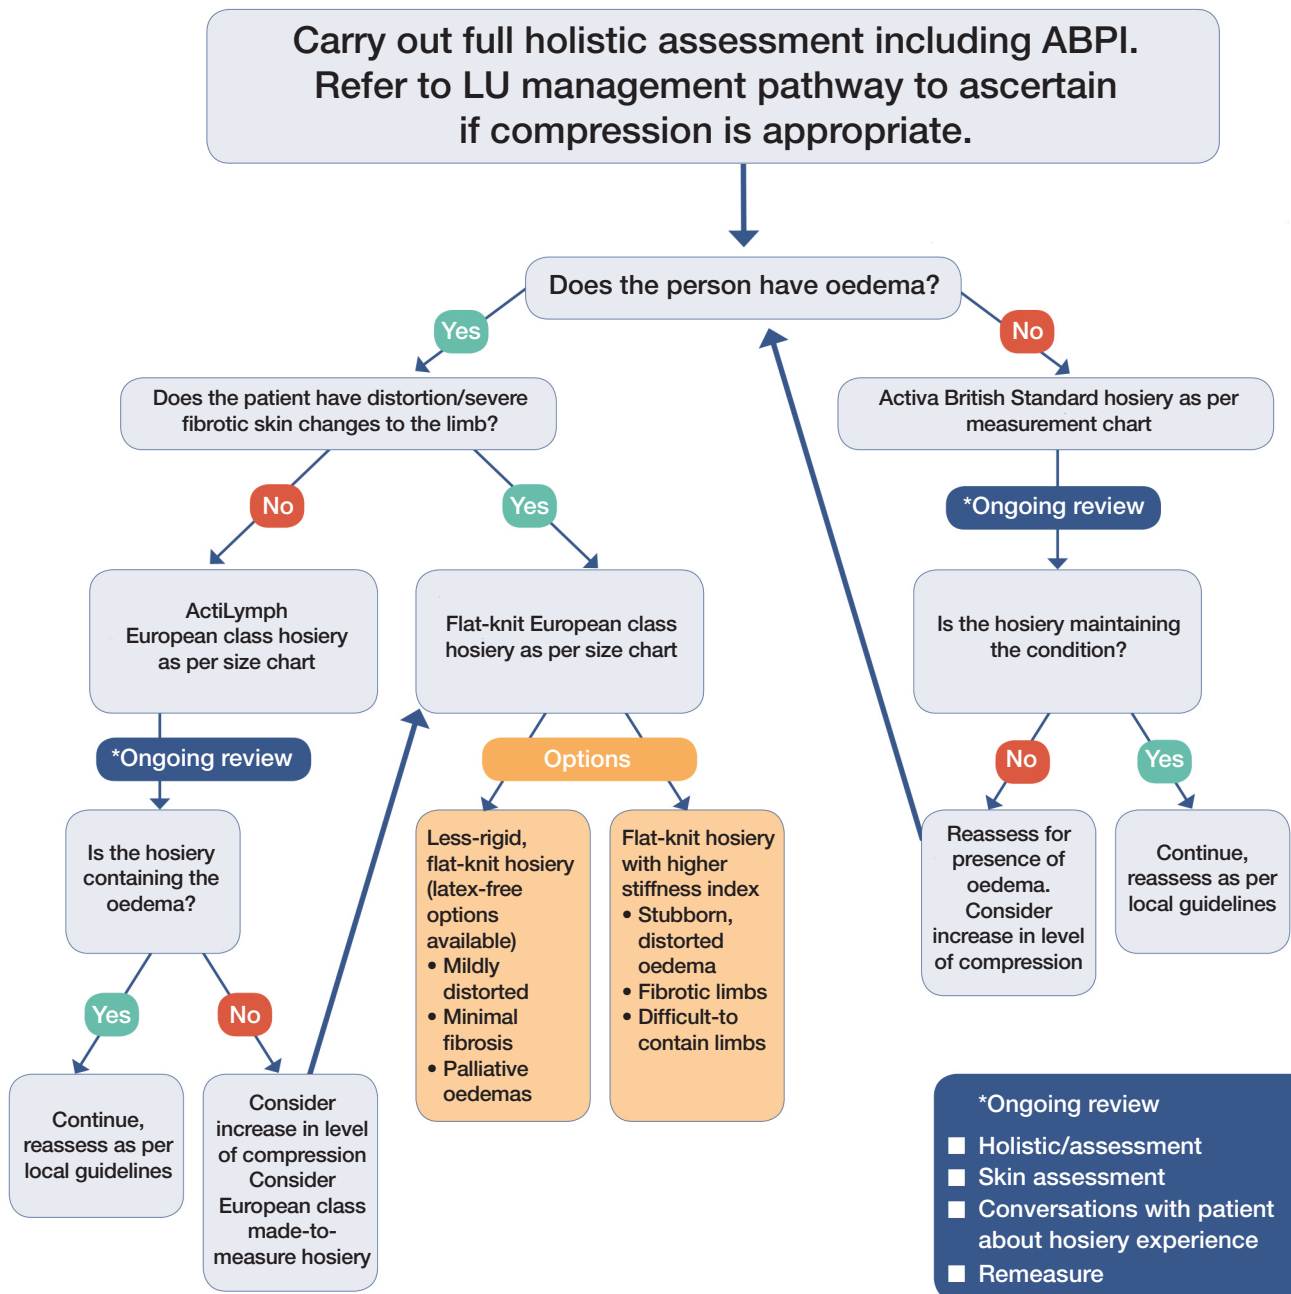 Carry out full holistic assessment including ABPI.
Refer to LU management pathway to ascertain
if compression is appropriate.
Does the person have oedema?
Yes
No
Does the patient have distortion/severe
fibrotic skin changes to the limb?
Activa British Standard hosiery as per
measurement chart
No
Yes
*Ongoing review
ActiLymph
European class hosiery
as per size chart
Flat-knit European class
hosiery as per size chart
Is the hosiery maintaining
the condition?
*Ongoing review
Options
No
Yes
Is the hosiery
containing the
oedema?
Less-rigid,
flat-knit hosiery
(latex-free
options
available)
• Mildly
distorted
• Minimal
fibrosis
• Palliative
oedemas
Flat-knit hosiery
with higher
stiffness index
• Stubborn,
distorted
oedema
• Fibrotic limbs
• Difficult-to
contain limbs
Reassess for
presence of
oedema.
Consider
increase in level
of compression
Continue,
reassess as per
local guidelines
Yes
No
Continue,
reassess as per
local guidelines
Consider
increase in level
of compression
Consider
European class
made-to-
measure hosiery
*Ongoing review
■ Holistic/assessment
■ Skin assessment
■ Conversations with patient
about hosiery experience
■ Remeasure